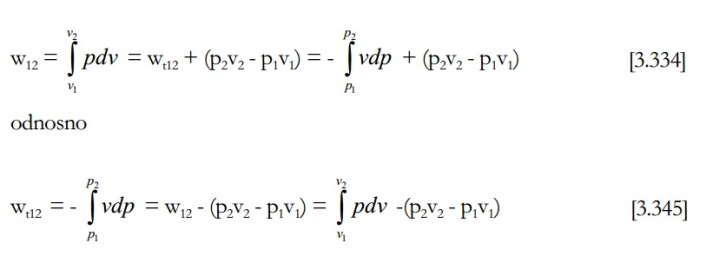 w₁₂ = ∫_{v₁}^{v₂} pdv = w_{t12} + (p₂v₂ - p₁v₁) = - ∫_{p₁}^{p₂} vdp + (p₂v₂ - p₁v₁) [3.334]
odnosno
w_{t12} = - ∫_{p₁}^{p₂} vdp = w₁₂ - (p₂v₂ - p₁v₁) = ∫_{v₁}^{v₂} pdv -(p₂v₂ - p₁v₁) [3.345]